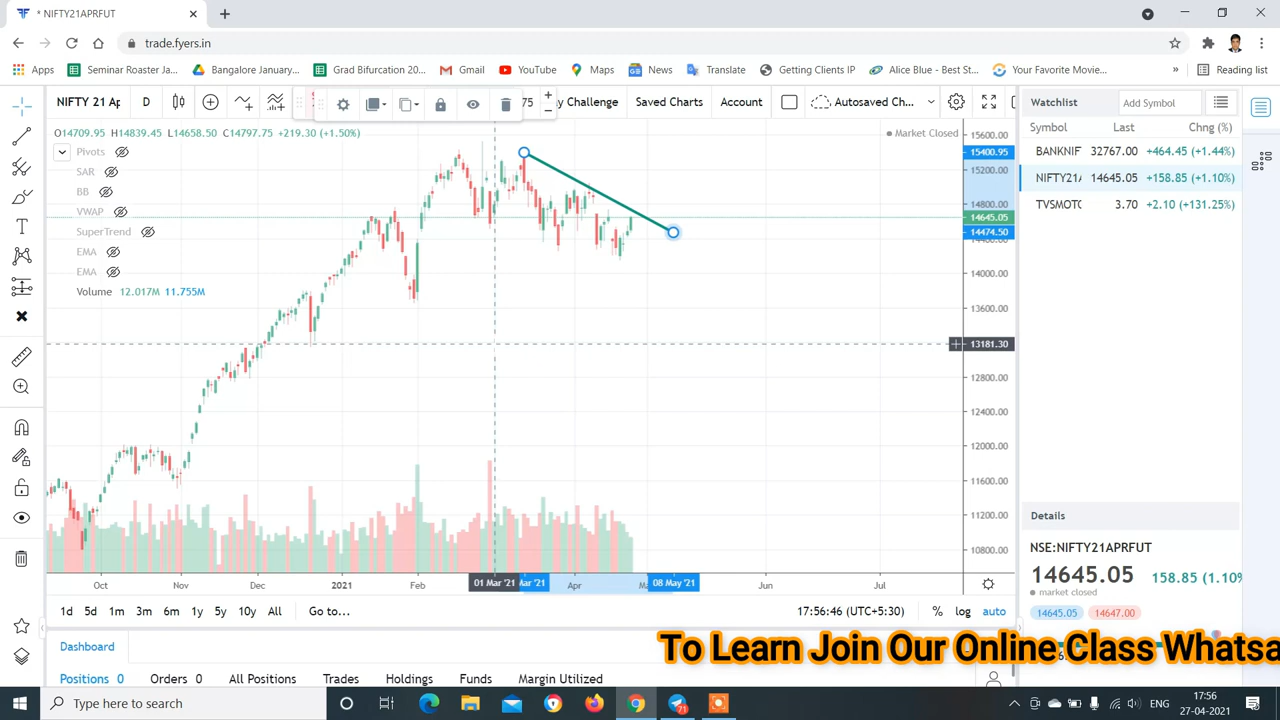 * NIFTY21APRFUT
trade.fyers.in
Apps
Seminar Roaster Ja...
Bangalore January...
Grad Bifurcation 20...
Gmail
YouTube
Maps
News
Translate
Getting Clients IP
Alice Blue - Best St...
Your Favorite Movie...
»
Reading list
NIFTY 21 Ap
D
75
y Challenge
Saved Charts
Account
Autosaved Ch...
Watchlist
Add Symbol
O14709.95 H14839.45 L14658.50 C14797.75 +219.30 (+1.50%)
Market Closed
Pivots
SAR
BB
VWAP
SuperTrend
EMA
EMA
Volume 12.017M 11.755M
15600.00
15400.95
15200.00
14800.00
14645.05
14474.50
14400.00
14000.00
13600.00
13181.30
12800.00
12400.00
12000.00
11600.00
11200.00
10800.00
Symbol Last Chng (%)
BANKNIF 32767.00 +464.45 (+1.44%)
NIFTY21 14645.05 +158.85 (+1.10%)
TVSMOTC 3.70 +2.10 (+131.25%)
Oct Nov Dec 2021 Feb 01 Mar '21 Mar '21 Apr 08 May '21 Jun Jul
1d 5d 1m 3m 6m 1y 5y 10y All Go to...
17:56:46 (UTC+5:30) % log auto
Details
NSE:NIFTY21APRFUT
14645.05 158.85 (1.10%
market closed
14645.05 14647.00
Dashboard
To Learn Join Our Online Class Whatsa
Positions 0 Orders 0 All Positions Trades Holdings Funds Margin Utilized
Type here to search
71
ENG
17:56
27-04-2021